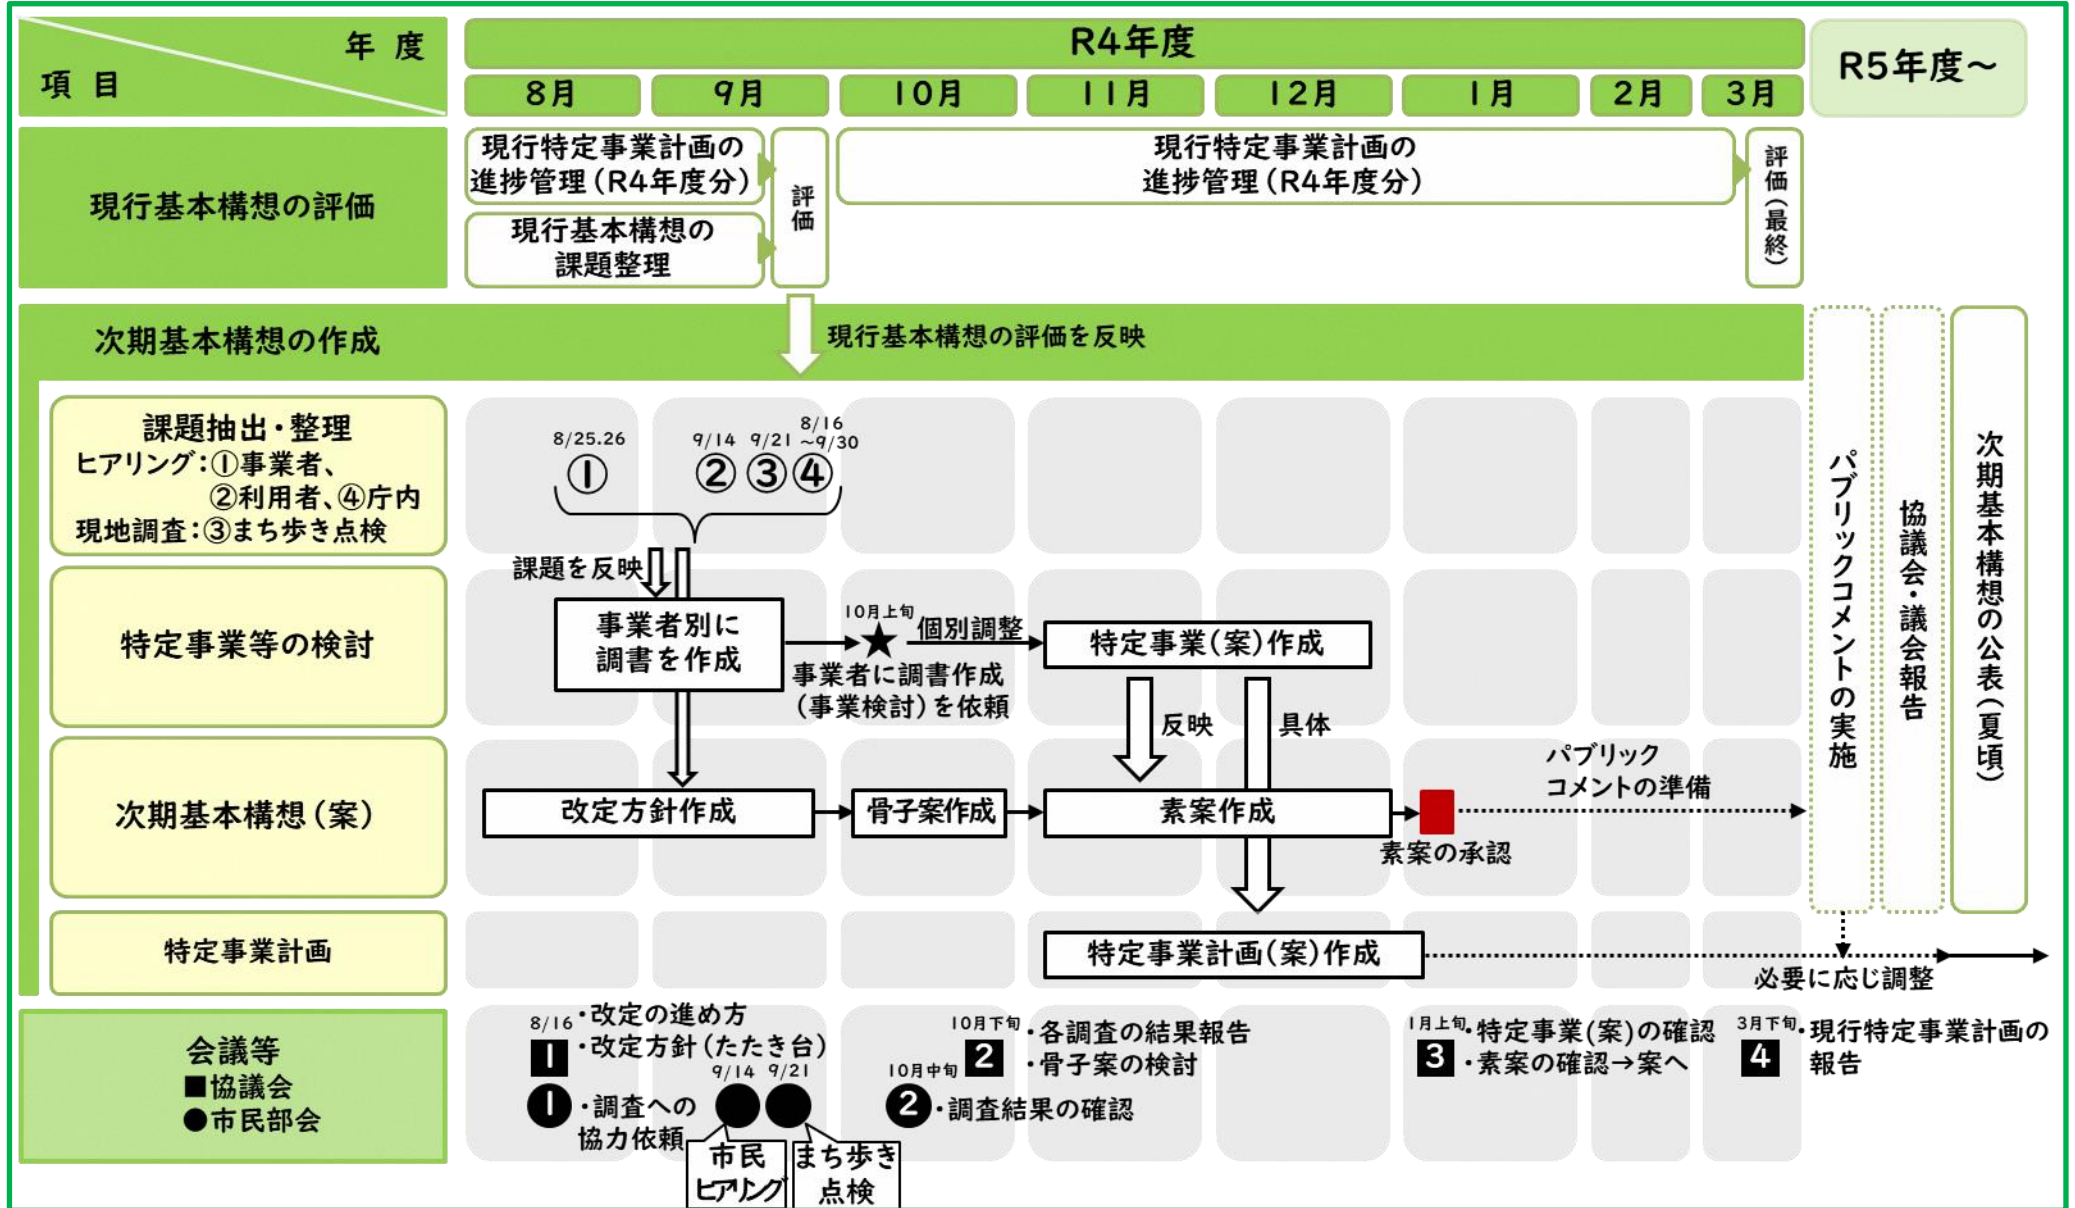 年 度
項 目
R4年度
R5年度～
8月
9月
10月
11月
12月
1月
2月
3月
現行基本構想の評価
現行特定事業計画の
進捗管理（R4年度分）
現行基本構想の
課題整理
評価
現行特定事業計画の
進捗管理（R4年度分）
評価（最終）
次期基本構想の作成
現行基本構想の評価を反映
課題抽出・整理
ヒアリング：①事業者、
②利用者、④庁内
現地調査：③まち歩き点検
8/25.26
①
9/14
②
9/21
③
8/16
～9/30
④
課題を反映
特定事業等の検討
事業者別に
調書を作成
10月上旬
★
個別調整
事業者に調書作成
（事業検討）を依頼
特定事業（案）作成
反映
具体
次期基本構想（案）
改定方針作成
骨子案作成
素案作成
素案の承認
パブリック
コメントの準備
特定事業計画
特定事業計画（案）作成
必要に応じ調整
パブリックコメントの実施
協議会・議会報告
次期基本構想の公表（夏頃）
会議等
■協議会
●市民部会
8/16
1
・改定の進め方
・改定方針（たたき台）
1
・調査への
協力依頼
9/14
9/21
市民
ヒアリング
まち歩き
点検
10月下旬
2
・各調査の結果報告
・骨子案の検討
10月中旬
2
・調査結果の確認
1月上旬
3
・特定事業（案）の確認
・素案の確認→案へ
3月下旬
4
・現行特定事業計画の
報告